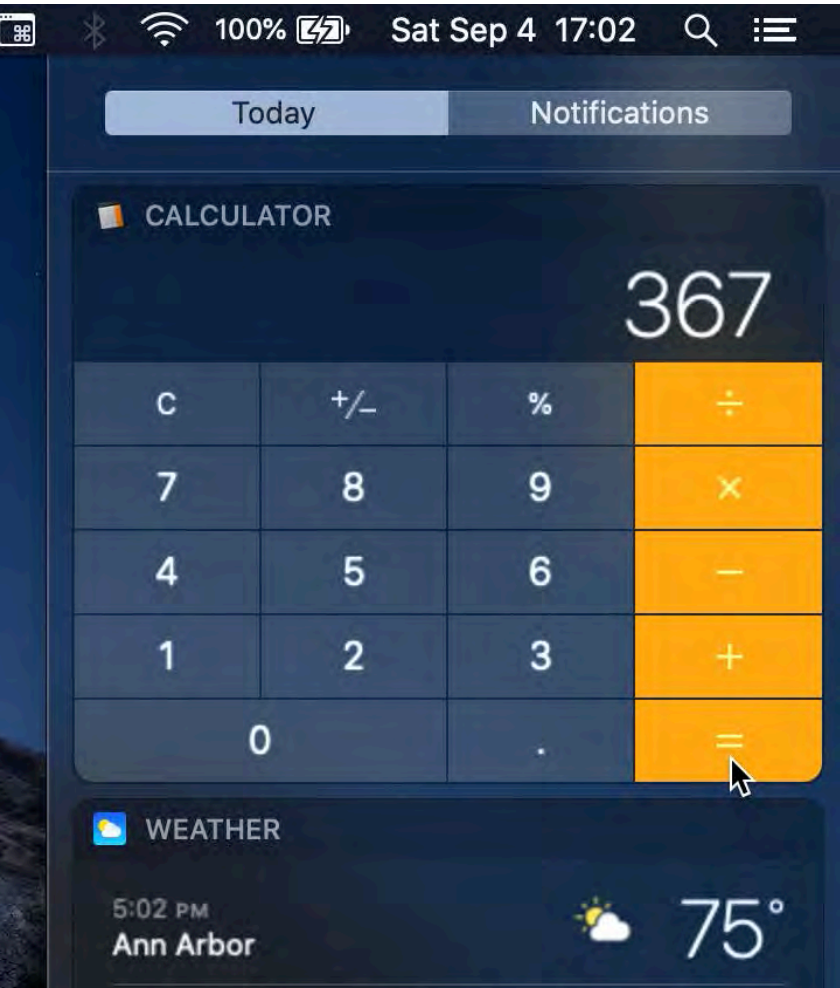 100% Sat Sep 4 17:02
Today Notifications
CALCULATOR
367
C +/– % ÷
7 8 9 ×
4 5 6 −
1 2 3 +
0 . =
WEATHER
5:02 PM
Ann Arbor 75°